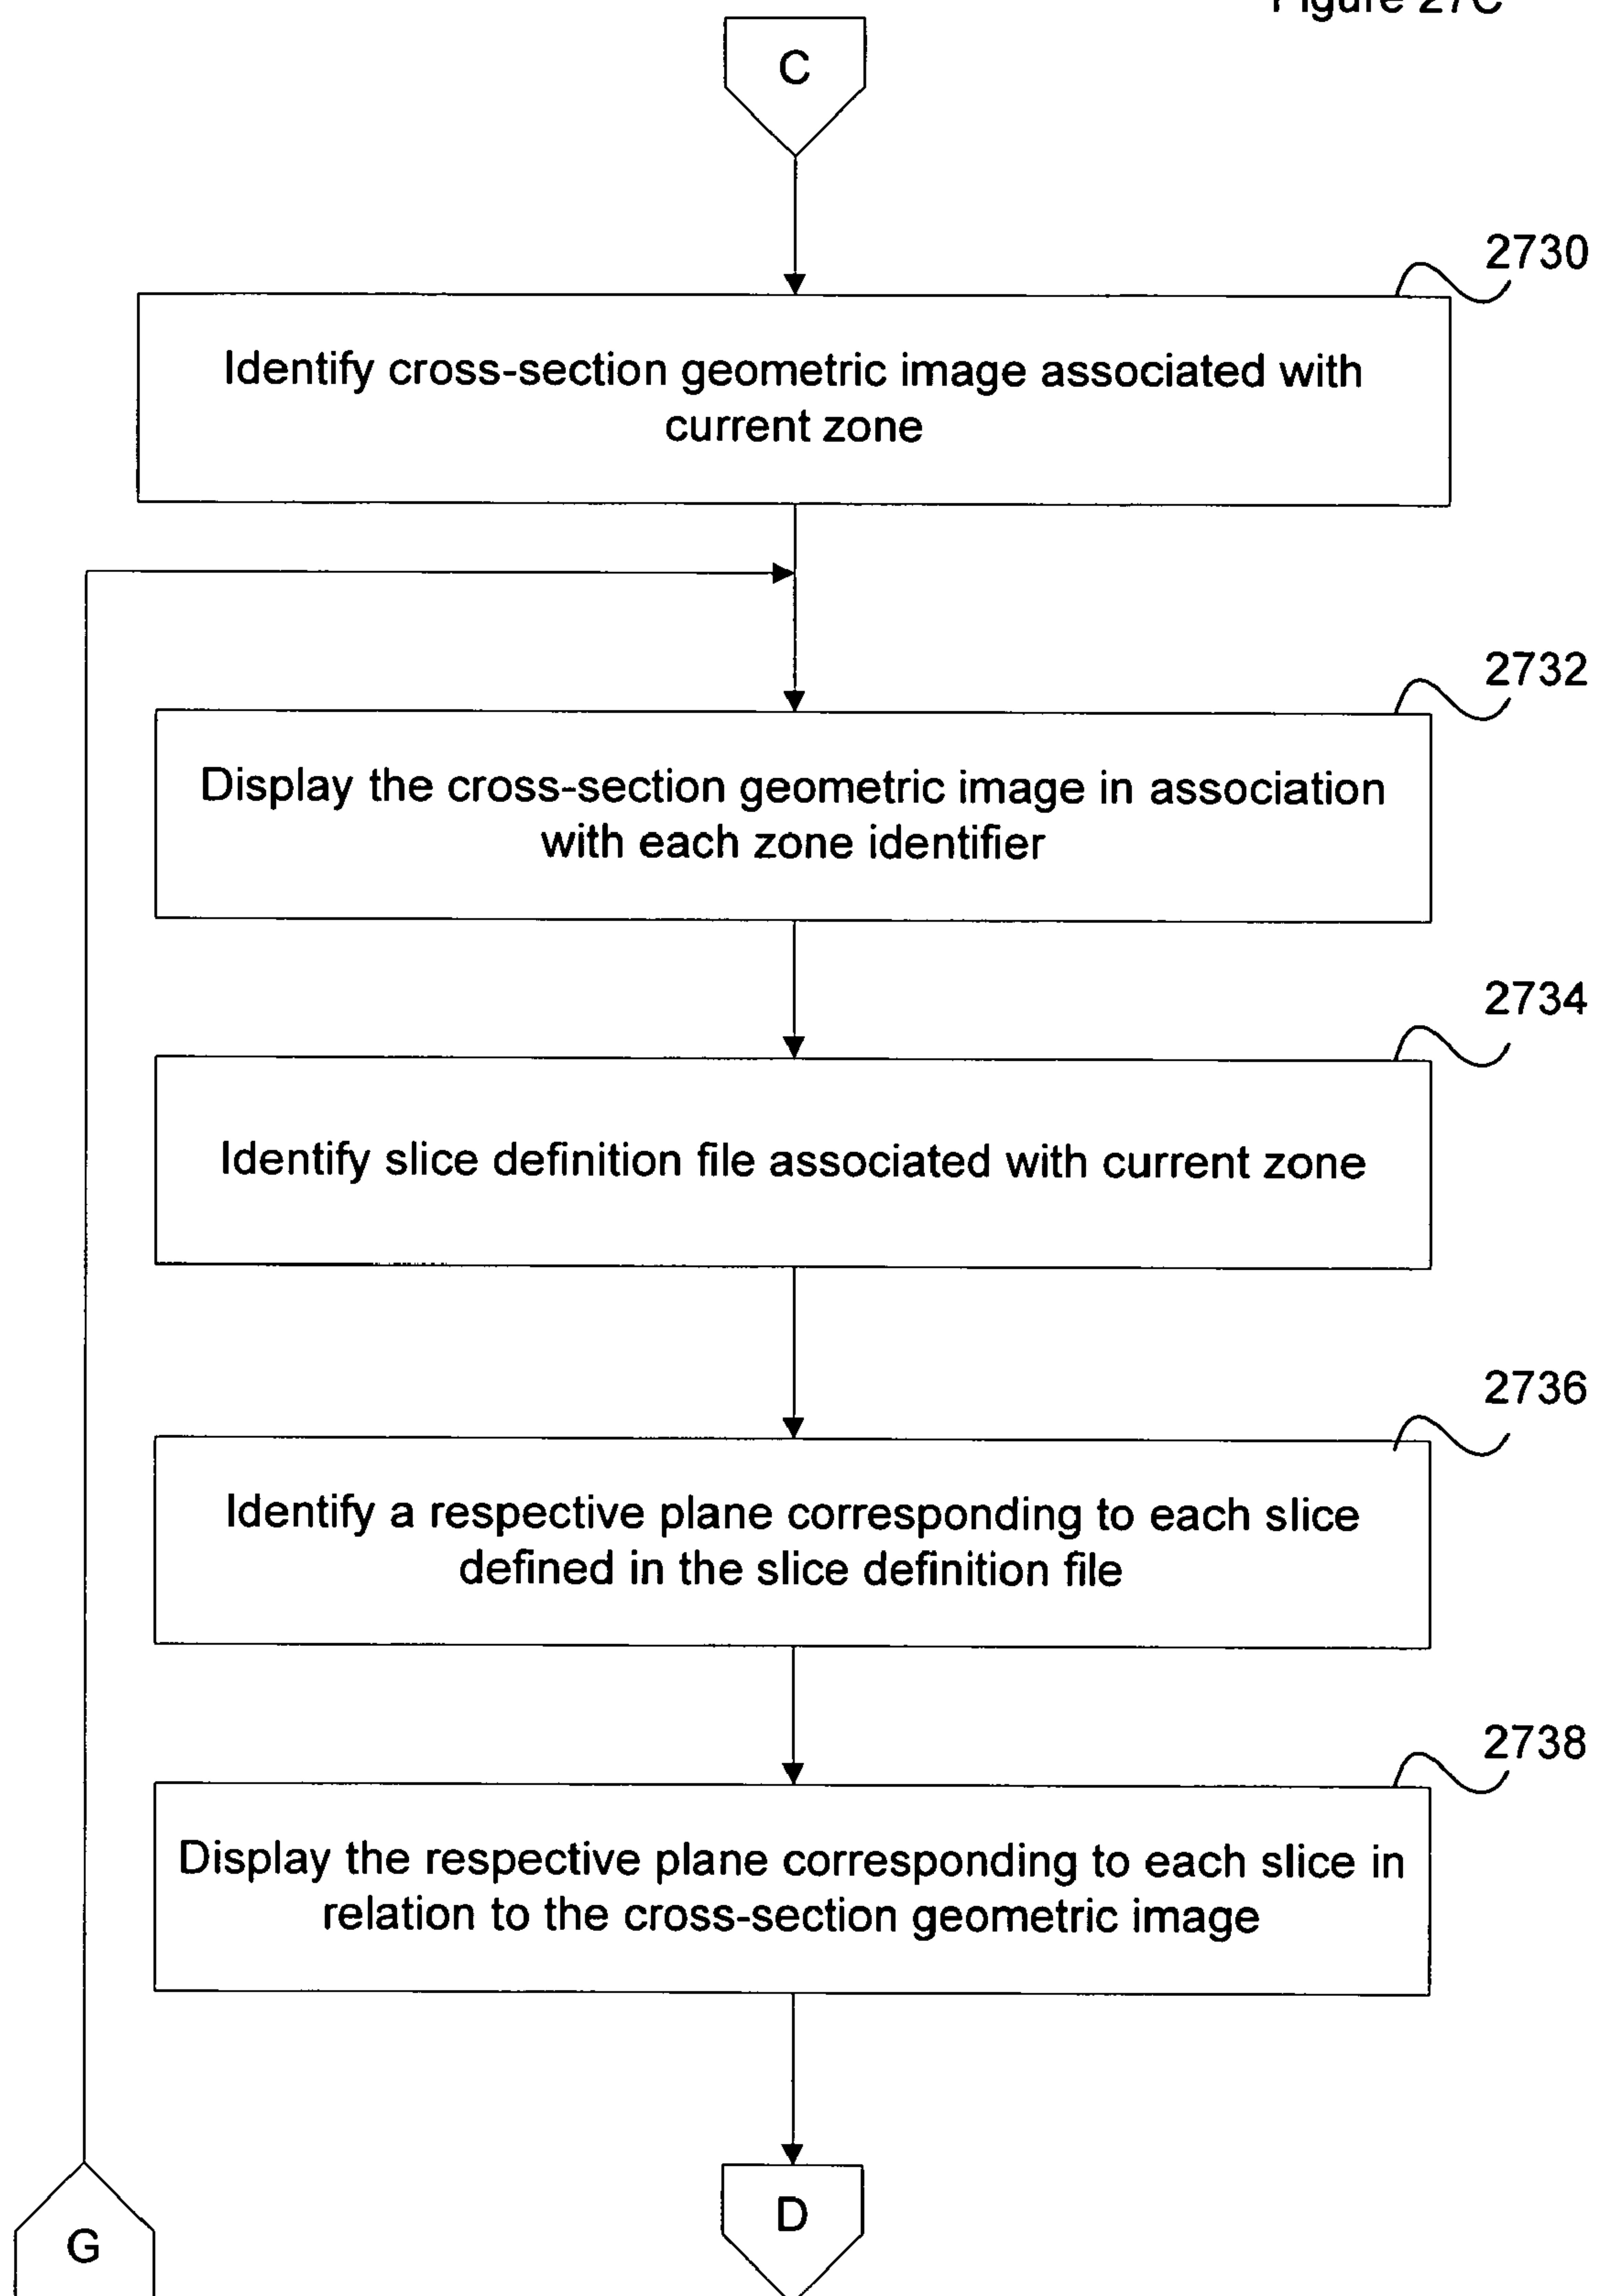 Figure 27C
C
2730
Identify cross-section geometric image associated with
current zone
2732
Display the cross-section geometric image in association
with each zone identifier
2734
Identify slice definition file associated with current zone
2736
Identify a respective plane corresponding to each slice
defined in the slice definition file
2738
Display the respective plane corresponding to each slice in
relation to the cross-section geometric image
G
D